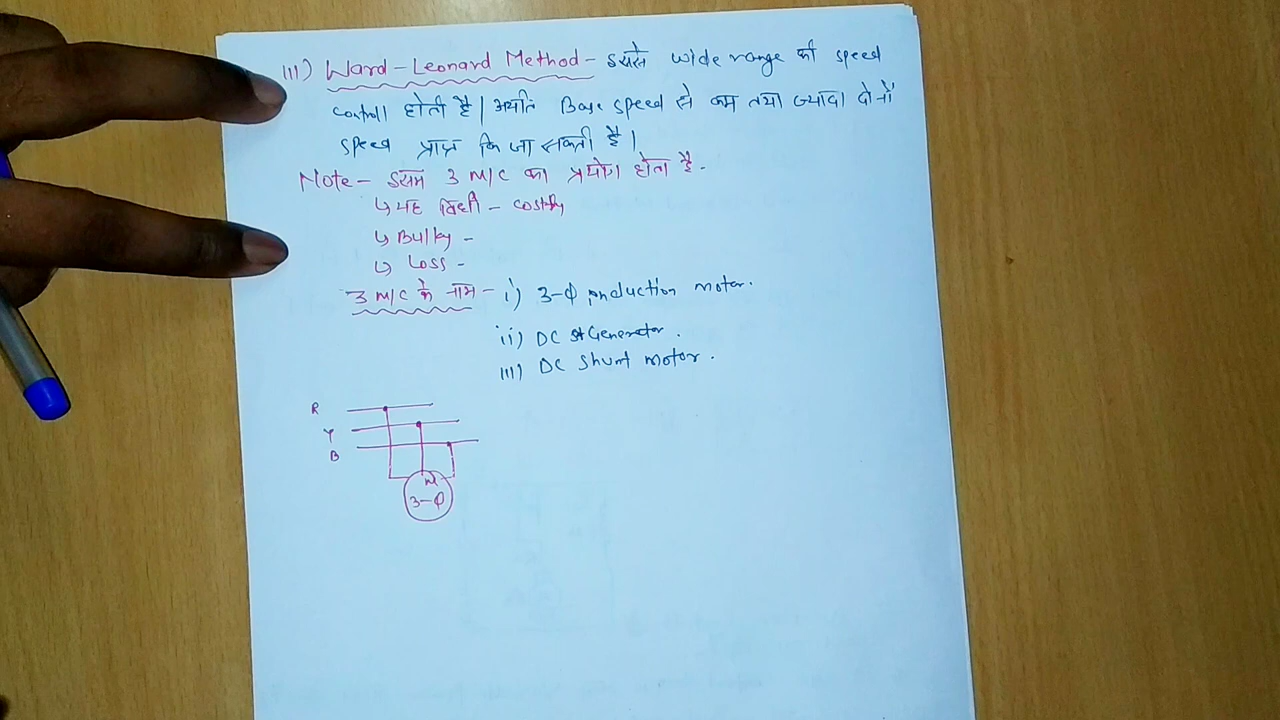 III) Ward-Leonard Method- इससे wide range की speed
control होती है। अर्थात Base speed से कम तथा ज्यादा दोनों
speed प्राप्त कि जा सकती है।
Note- इसमें 3 M/C का प्रयोग होता है-
↳ यह विधी - costly
↳ Bulky -
↳ Loss -
3 M/C के नाम - i) 3-Φ induction motor.
ii) DC Generator.
III) DC shunt motor.
R
Y
B
M
3-Φ